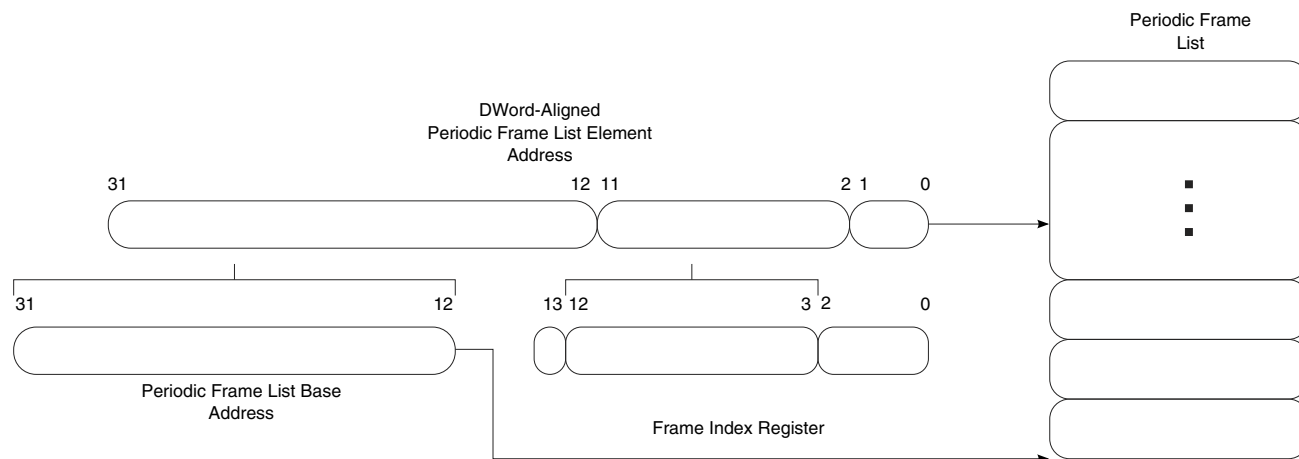 Periodic Frame
List
DWord-Aligned
Periodic Frame List Element
Address
31 12 11 2 1 0
31 12 13 12 3 2 0
Periodic Frame List Base
Address
Frame Index Register